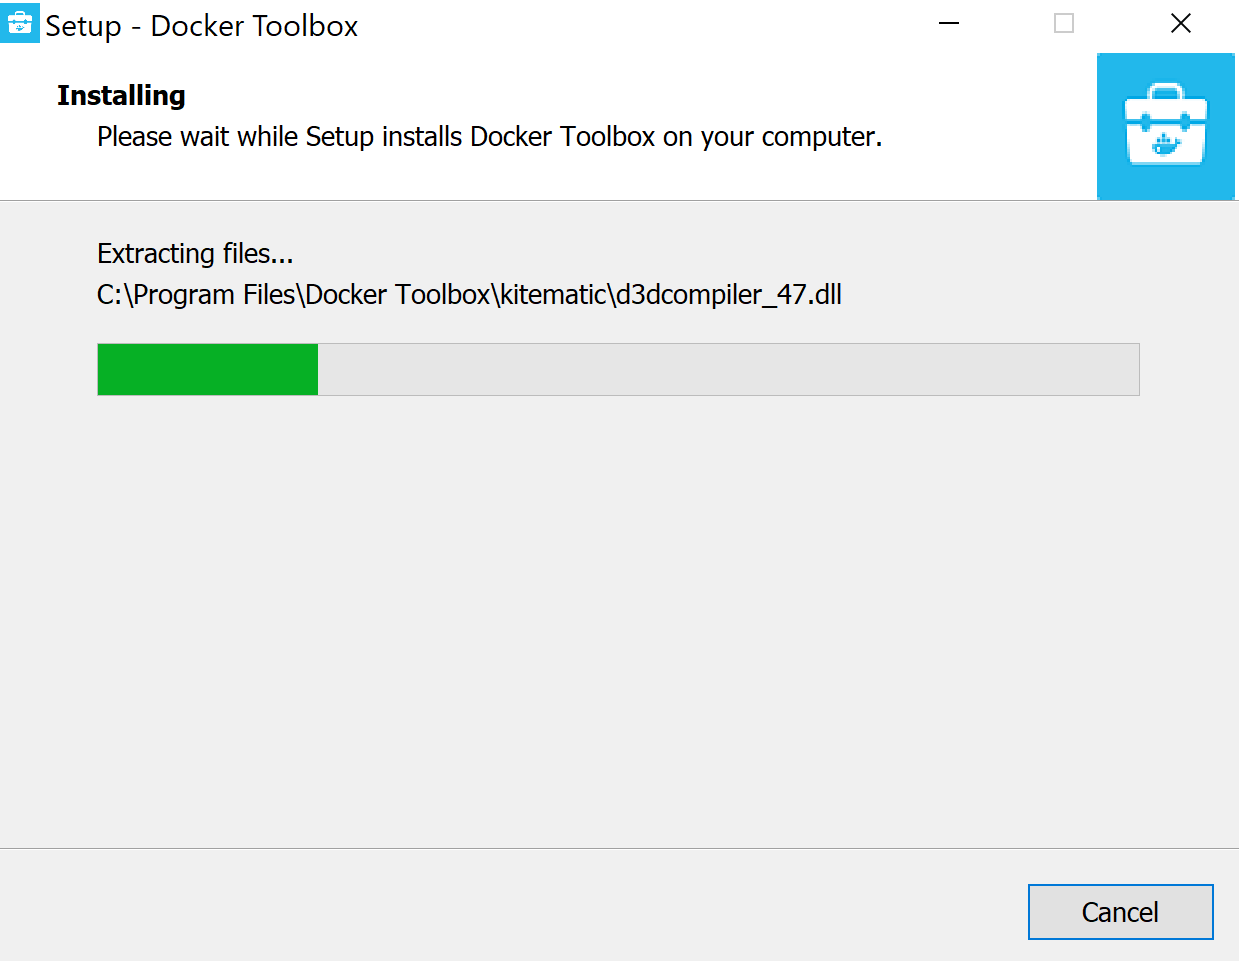 Setup - Docker Toolbox
Installing
Please wait while Setup installs Docker Toolbox on your computer.
Extracting files...
C:\Program Files\Docker Toolbox\kitematic\d3dcompiler_47.dll
Cancel